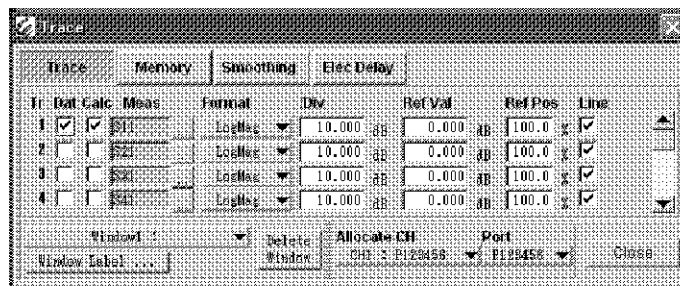 Trace
Trace Memory Smoothing Elec Delay
Tr Dat Calc Meas Format Div Ref Val Ref Pos Line
1 S11 ... LogMag 10.000 dB 0.000 dB 100.0 %
2 S21 ... LogMag 10.000 dB 0.000 dB 100.0 %
3 S31 ... LogMag 10.000 dB 0.000 dB 100.0 %
4 S41 ... LogMag 10.000 dB 0.000 dB 100.0 %
Window1 : Delete Window Allocate CH Port
Window Label ... CH1 : P123456 P123456 Close